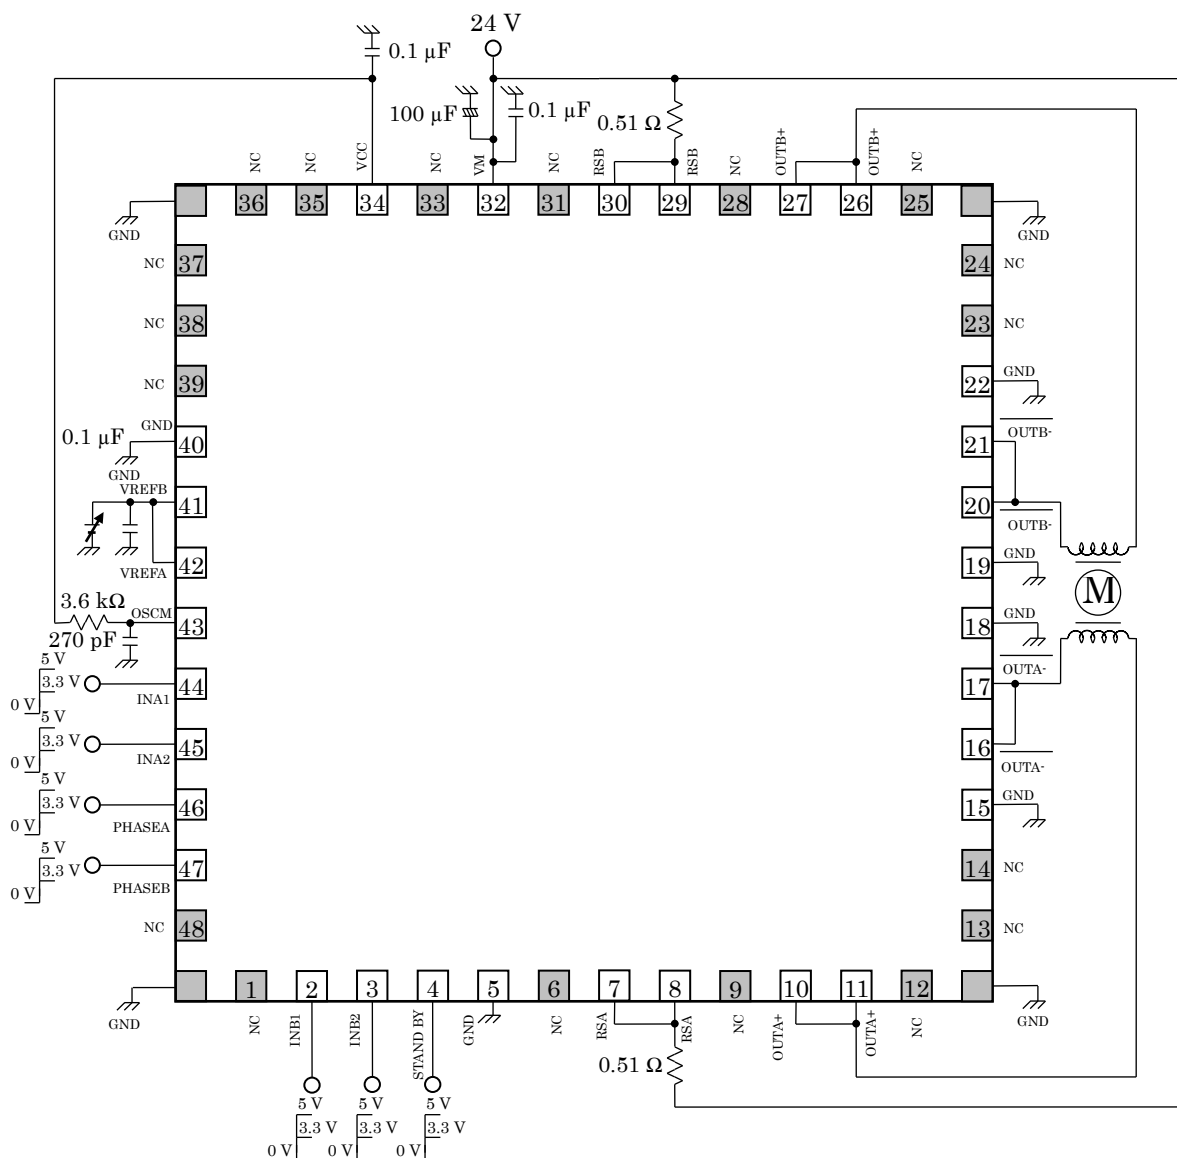 24 V
0.1 µF
100 µF
0.1 µF
0.51 Ω
NC
NC
VCC
NC
VM
NC
RSB
RSB
NC
OUTB+
OUTB+
NC
36
35
34
33
32
31
30
29
28
27
26
25
GND
GND
NC
37
24
NC
NC
38
23
NC
NC
39
22
GND
GND
0.1 µF
40
GND
21
OUTB-
VREFB
41
20
OUTB-
VREFA
42
19
GND
M
3.6 kΩ
OSCM
43
270 pF
18
GND
5 V
3.3 V
0 V
INA1
44
17
OUTA-
5 V
3.3 V
0 V
INA2
45
16
OUTA-
5 V
3.3 V
0 V
PHASEA
46
15
GND
5 V
3.3 V
0 V
PHASEB
47
14
NC
NC
48
13
NC
1
2
3
4
5
6
7
8
9
10
11
12
GND
GND
NC
INB1
INB2
STAND BY
GND
NC
RSA
RSA
NC
OUTA+
OUTA+
NC
0.51 Ω
5 V
3.3 V
0 V
5 V
3.3 V
0 V
5 V
3.3 V
0 V